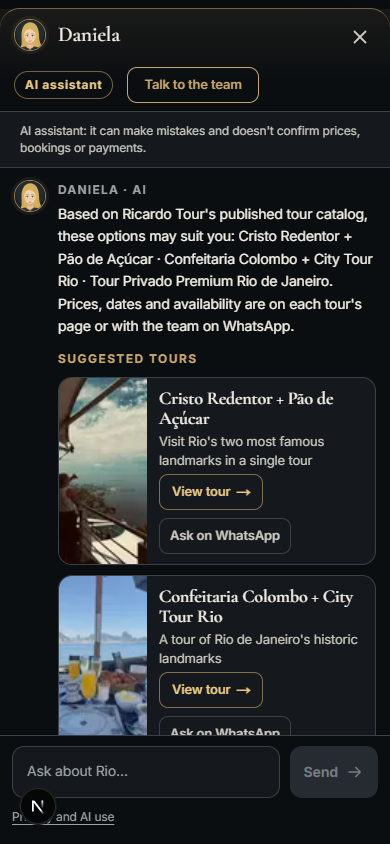 Daniela
AI assistant
Talk to the team
AI assistant: it can make mistakes and doesn't confirm prices,
bookings or payments.
DANIELA · AI
Based on Ricardo Tour's published tour catalog,
these options may suit you: Cristo Redentor +
Pão de Açúcar · Confeitaria Colombo + City Tour
Rio · Tour Privado Premium Rio de Janeiro.
Prices, dates and availability are on each tour's
page or with the team on WhatsApp.
SUGGESTED TOURS
Cristo Redentor + Pão de
Açúcar
Visit Rio's two most famous
landmarks in a single tour
View tour →
Ask on WhatsApp
Confeitaria Colombo + City
Tour Rio
A tour of Rio de Janeiro's historic
landmarks
View tour →
Ask on WhatsApp
Ask about Rio...
Send →
N
and AI use